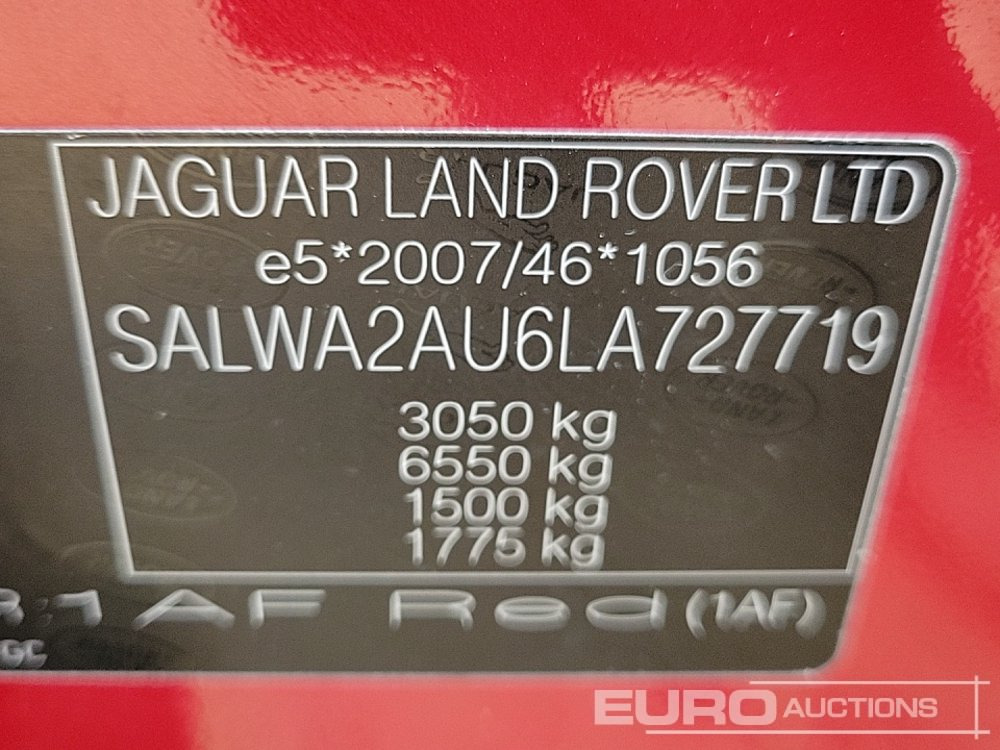 JAGUAR LAND ROVER LTD
e5*2007/46*1056
SALWA2AU6LA727719
3050 kg
6550 kg
1500 kg
1775 kg
1AF Red (1AF)
GC
EURO AUCTIONS